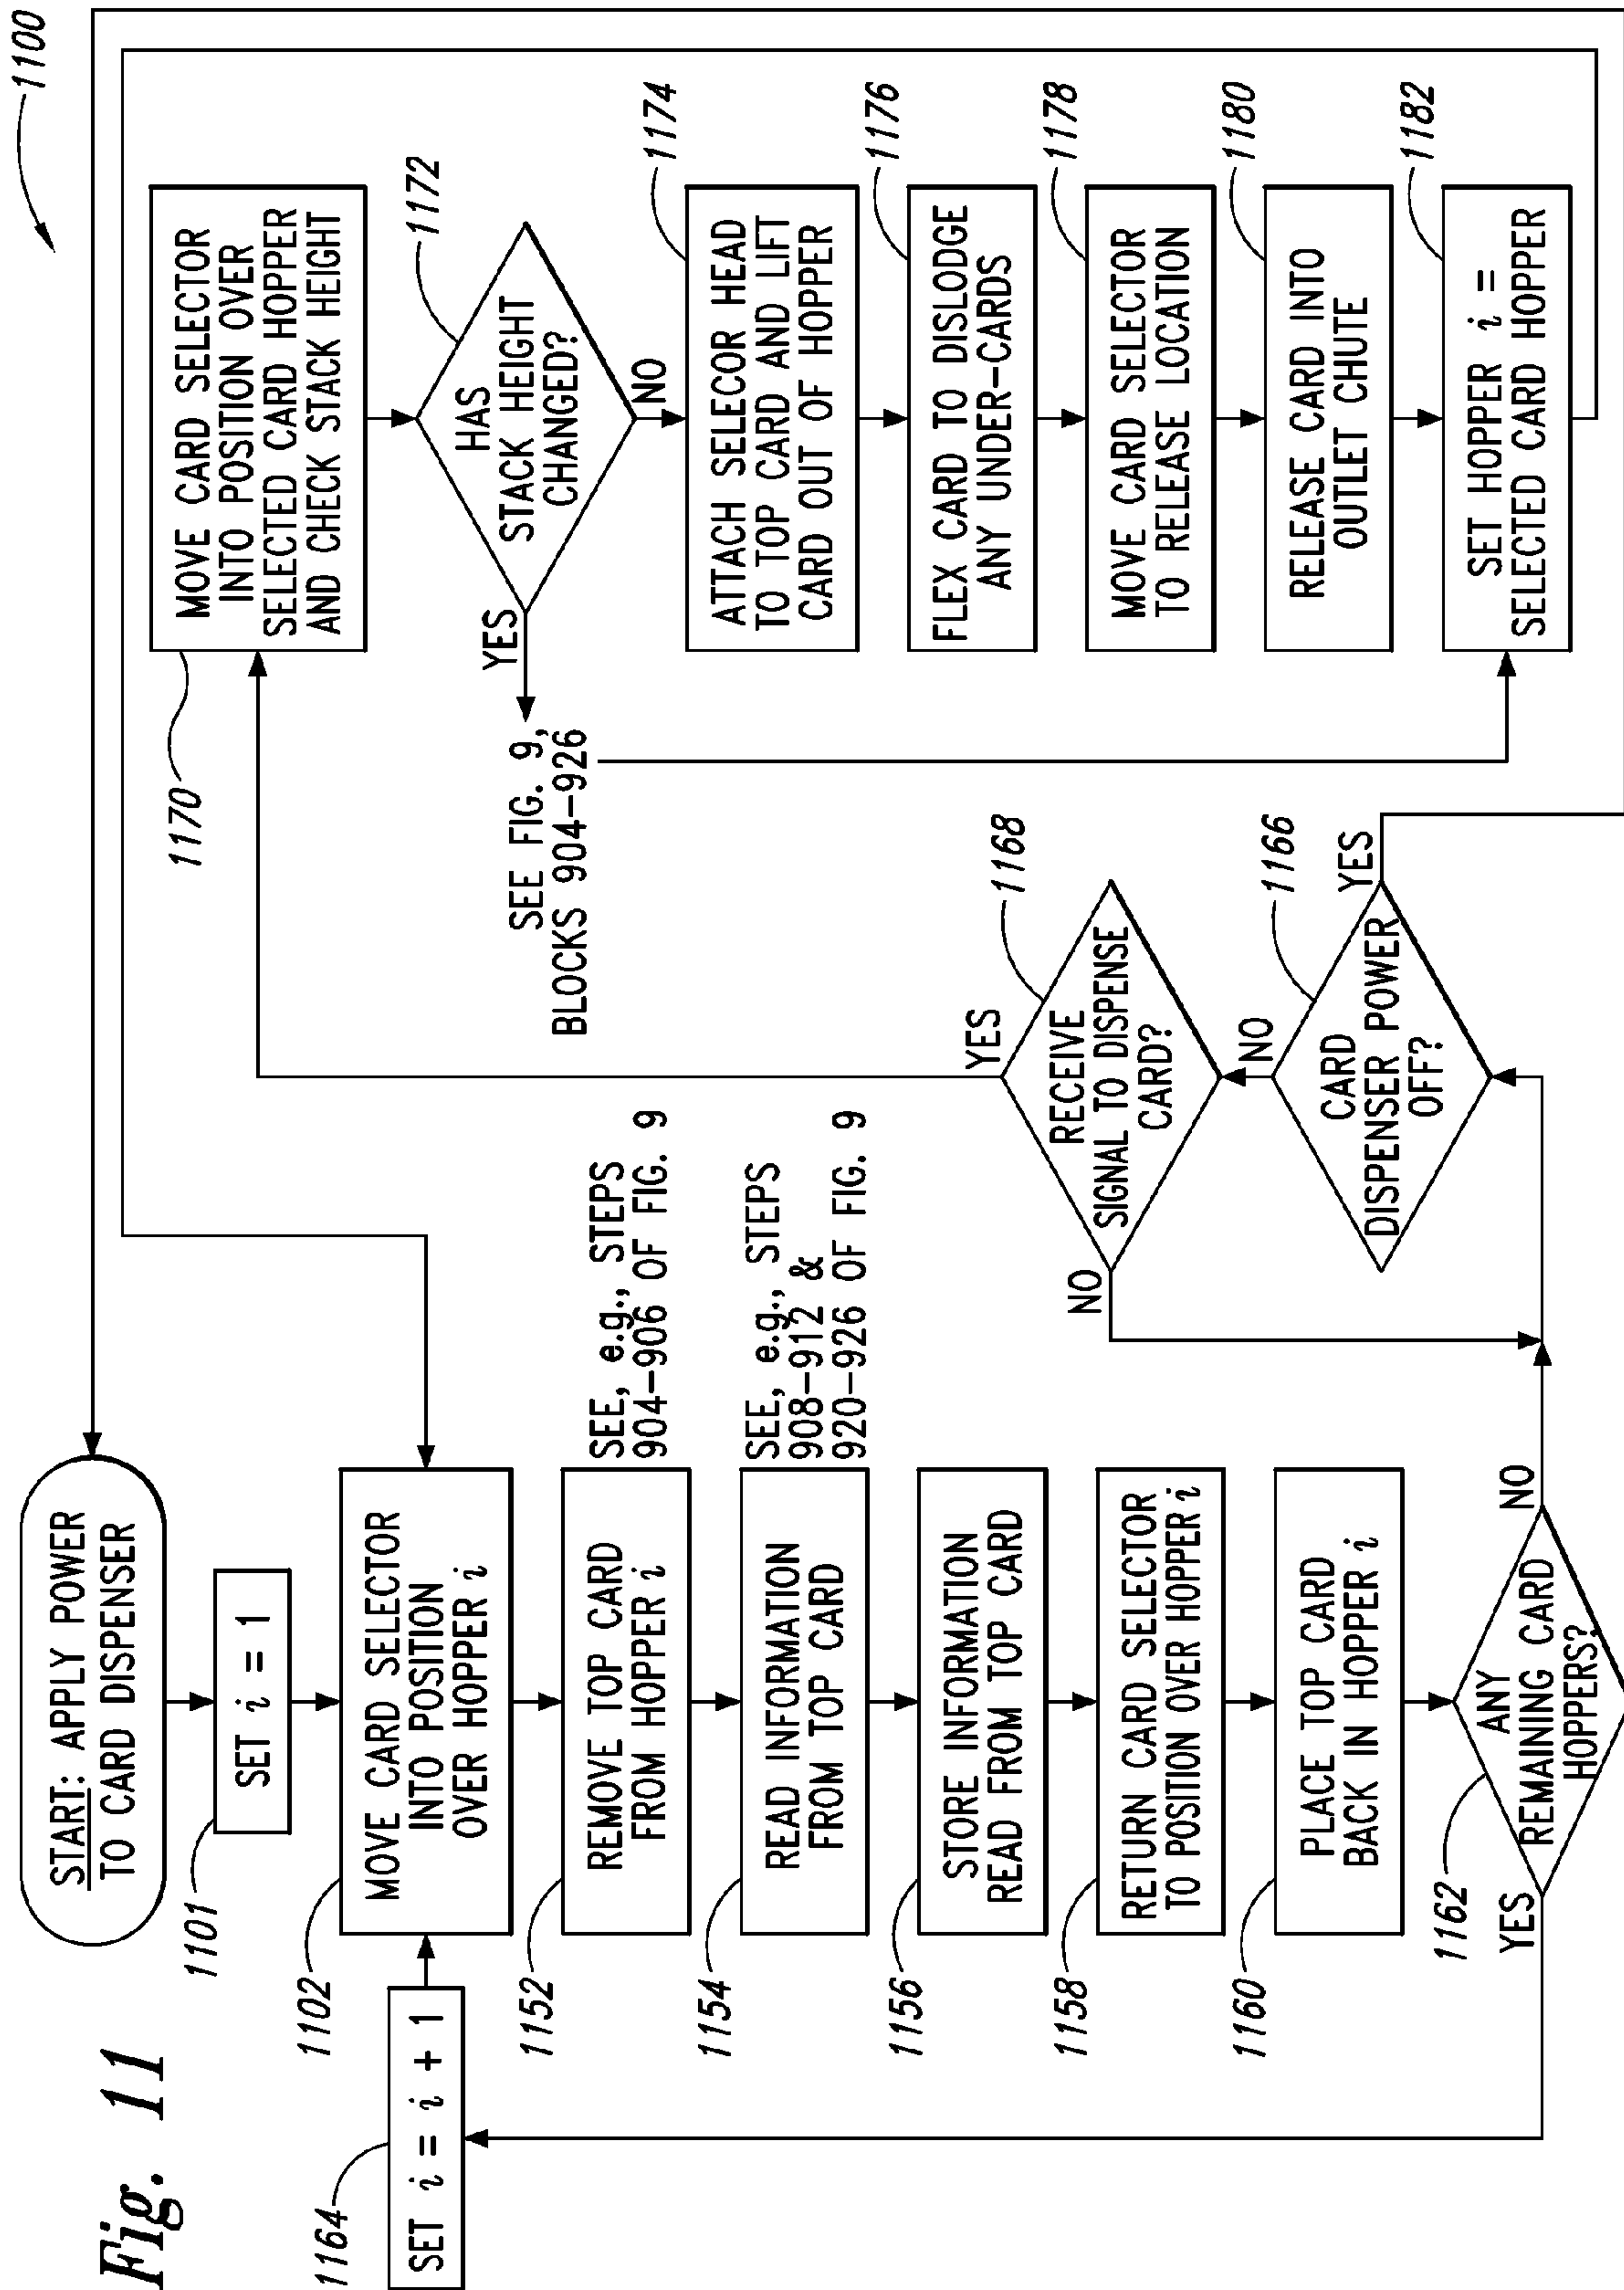 Fig. 11
1100
START: APPLY POWER
TO CARD DISPENSER
1101
SET i = 1
1102
MOVE CARD SELECTOR
INTO POSITION
OVER HOPPER i
1164
SET i = i + 1
1152
REMOVE TOP CARD
FROM HOPPER i
SEE, e.g., STEPS
904-906 OF FIG. 9
1154
READ INFORMATION
FROM TOP CARD
SEE, e.g., STEPS
908-912 &
920-926 OF FIG. 9
1156
STORE INFORMATION
READ FROM TOP CARD
1158
RETURN CARD SELECTOR
TO POSITION OVER HOPPER i
1160
PLACE TOP CARD
BACK IN HOPPER i
1162
ANY
REMAINING CARD
HOPPERS?
YES
NO
1166
CARD
DISPENSER POWER
OFF?
YES
NO
1168
RECEIVE
SIGNAL TO DISPENSE
CARD?
NO
YES
1170
MOVE CARD SELECTOR
INTO POSITION OVER
SELECTED CARD HOPPER
AND CHECK STACK HEIGHT
1172
HAS
STACK HEIGHT
CHANGED?
YES
NO
SEE FIG. 9,
BLOCKS 904-926
1174
ATTACH SELECOR HEAD
TO TOP CARD AND LIFT
CARD OUT OF HOPPER
1176
FLEX CARD TO DISLODGE
ANY UNDER-CARDS
1178
MOVE CARD SELECTOR
TO RELEASE LOCATION
1180
RELEASE CARD INTO
OUTLET CHUTE
1182
SET HOPPER i =
SELECTED CARD HOPPER